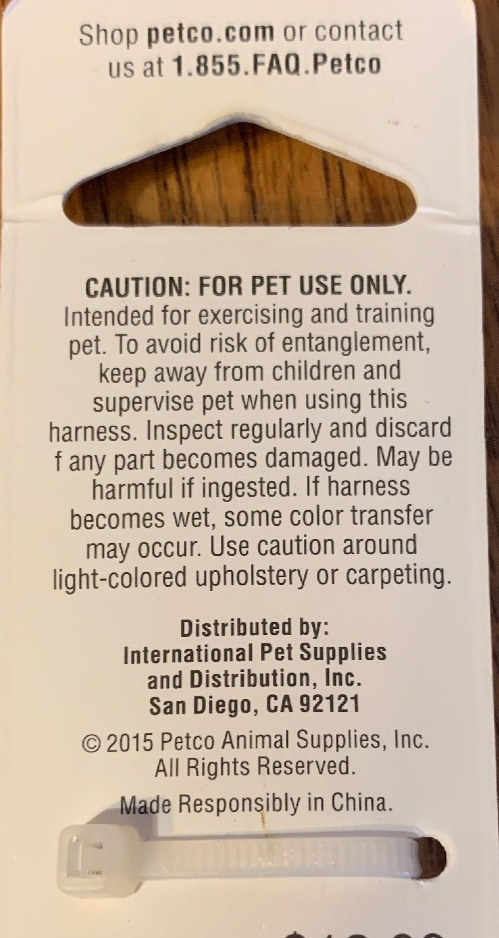 Shop petco.com or contact
us at 1.855.FAQ.Petco
CAUTION: FOR PET USE ONLY.
Intended for exercising and training
pet. To avoid risk of entanglement,
keep away from children and
supervise pet when using this
harness. Inspect regularly and discard
f any part becomes damaged. May be
harmful if ingested. If harness
becomes wet, some color transfer
may occur. Use caution around
light-colored upholstery or carpeting.
Distributed by:
International Pet Supplies
and Distribution, Inc.
San Diego, CA 92121
© 2015 Petco Animal Supplies, Inc.
All Rights Reserved.
Made Responsibly in China.